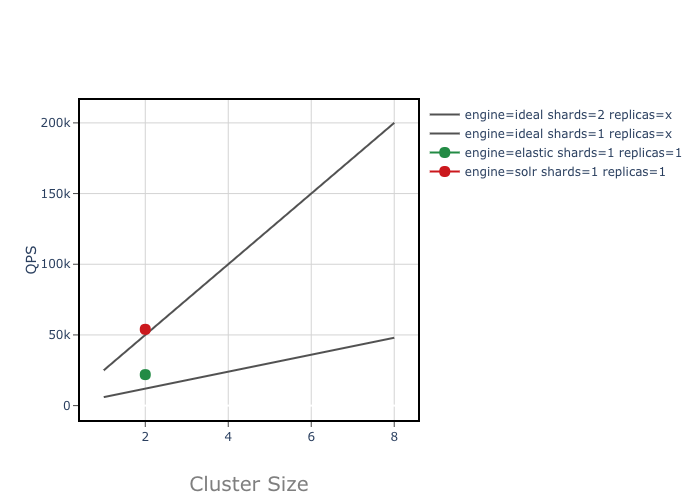 engine=ideal shards=2 replicas=x
engine=ideal shards=1 replicas=x
engine=elastic shards=1 replicas=1
engine=solr shards=1 replicas=1
200k
150k
100k
50k
0
QPS
2 4 6 8
Cluster Size